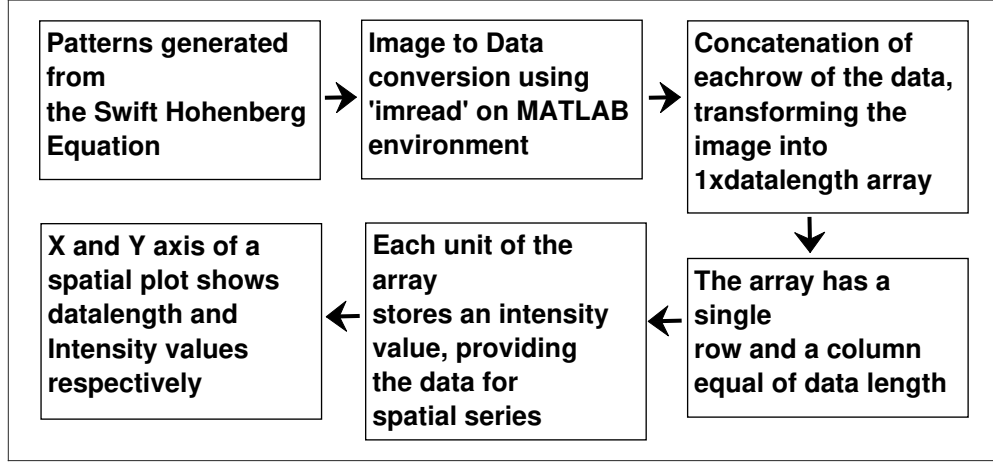 Patterns generated
from
the Swift Hohenberg
Equation
Image to Data
conversion using
'imread' on MATLAB
environment
Concatenation of
eachrow of the data,
transforming the
image into
1xdatalength array
The array has a
single
row and a column
equal of data length
Each unit of the
array
stores an intensity
value, providing
the data for
spatial series
X and Y axis of a
spatial plot shows
datalength and
Intensity values
respectively